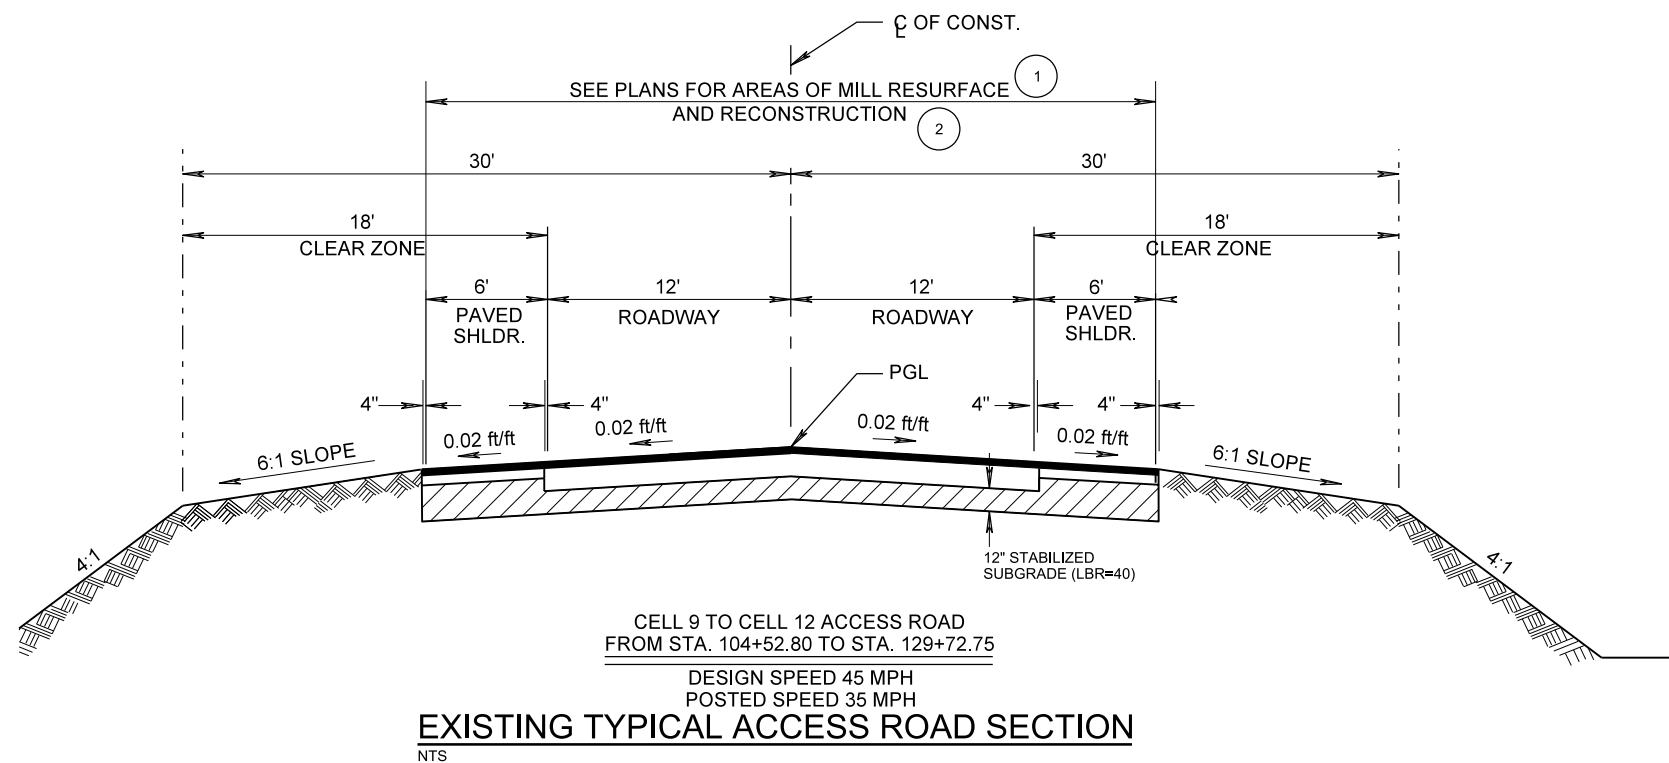 ℄ OF CONST.
SEE PLANS FOR AREAS OF MILL RESURFACE 1
AND RECONSTRUCTION 2
30' 30'
18' 18'
CLEAR ZONE CLEAR ZONE
6' 12' 12' 6'
PAVED ROADWAY ROADWAY PAVED
SHLDR. SHLDR.
PGL
4" 4" 4" 4"
0.02 ft/ft 0.02 ft/ft 0.02 ft/ft 0.02 ft/ft
6:1 SLOPE 6:1 SLOPE
4:1 4:1
12" STABILIZED
SUBGRADE (LBR=40)
CELL 9 TO CELL 12 ACCESS ROAD
FROM STA. 104+52.80 TO STA. 129+72.75
DESIGN SPEED 45 MPH
POSTED SPEED 35 MPH
EXISTING TYPICAL ACCESS ROAD SECTION
NTS